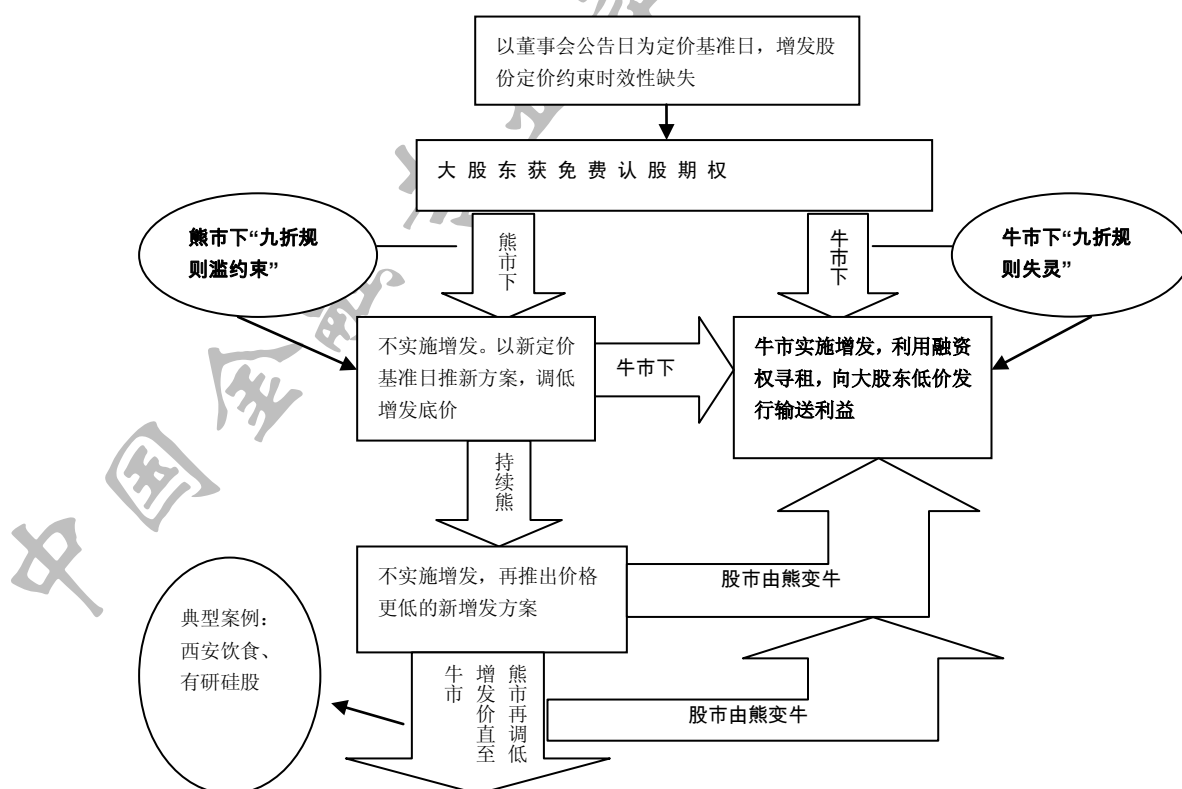 以董事会公告日为定价基准日，增发股
份定价约束时效性缺失
大股东获免费认股期权
熊市下“九折规
则滥约束”
熊市下
牛市下
牛市下“九折规
则失灵”
不实施增发。以新定价
基准日推新方案，调低
增发底价
牛市下
牛市实施增发，利用融资
权寻租，向大股东低价发
行输送利益
持续熊
不实施增发，再推出价格
更低的新增发方案
股市由熊变牛
典型案例：
西安饮食、
有研硅股
熊市再调低
增发价直至
牛市
股市由熊变牛
中国金融